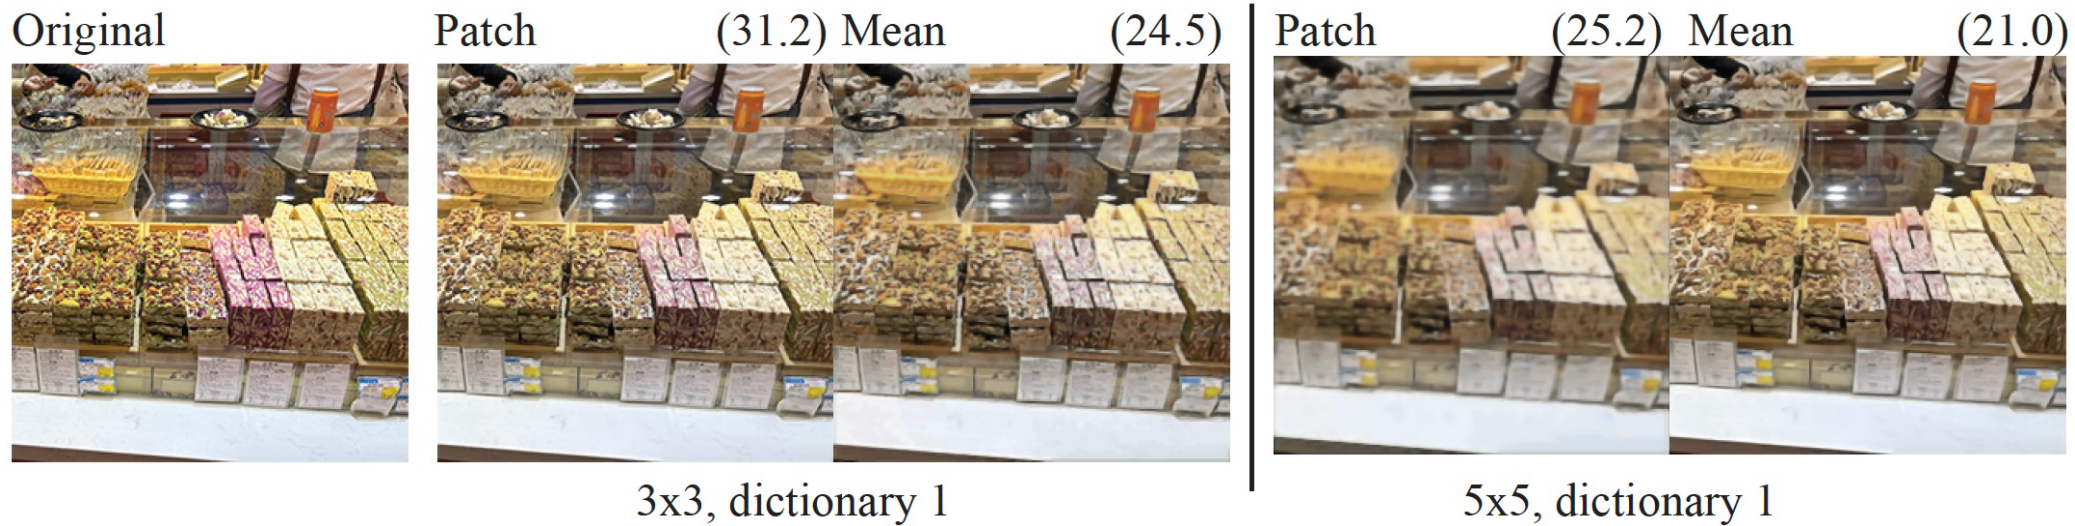 Original Patch (31.2) Mean (24.5) Patch (25.2) Mean (21.0)
3x3, dictionary 1 5x5, dictionary 1